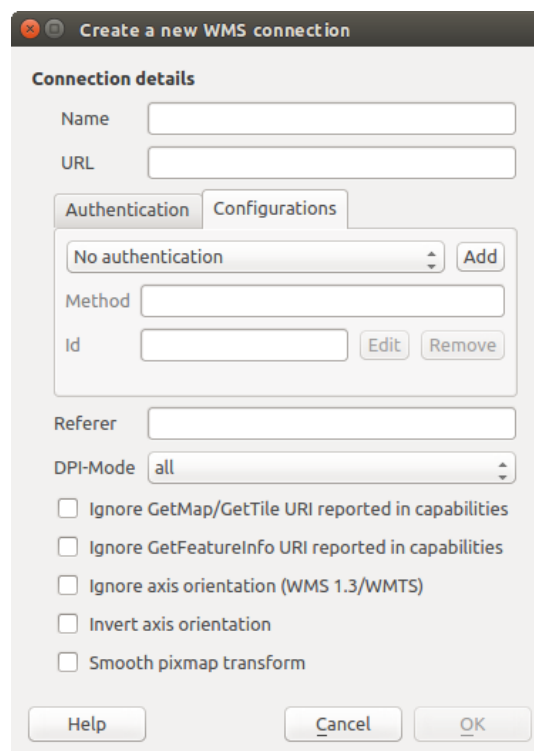 Create a new WMS connection
Connection details
Name
URL
Authentication Configurations
No authentication Add
Method
Id Edit Remove
Referer
DPI-Mode all
Ignore GetMap/GetTile URI reported in capabilities
Ignore GetFeatureInfo URI reported in capabilities
Ignore axis orientation (WMS 1.3/WMTS)
Invert axis orientation
Smooth pixmap transform
Help Cancel OK